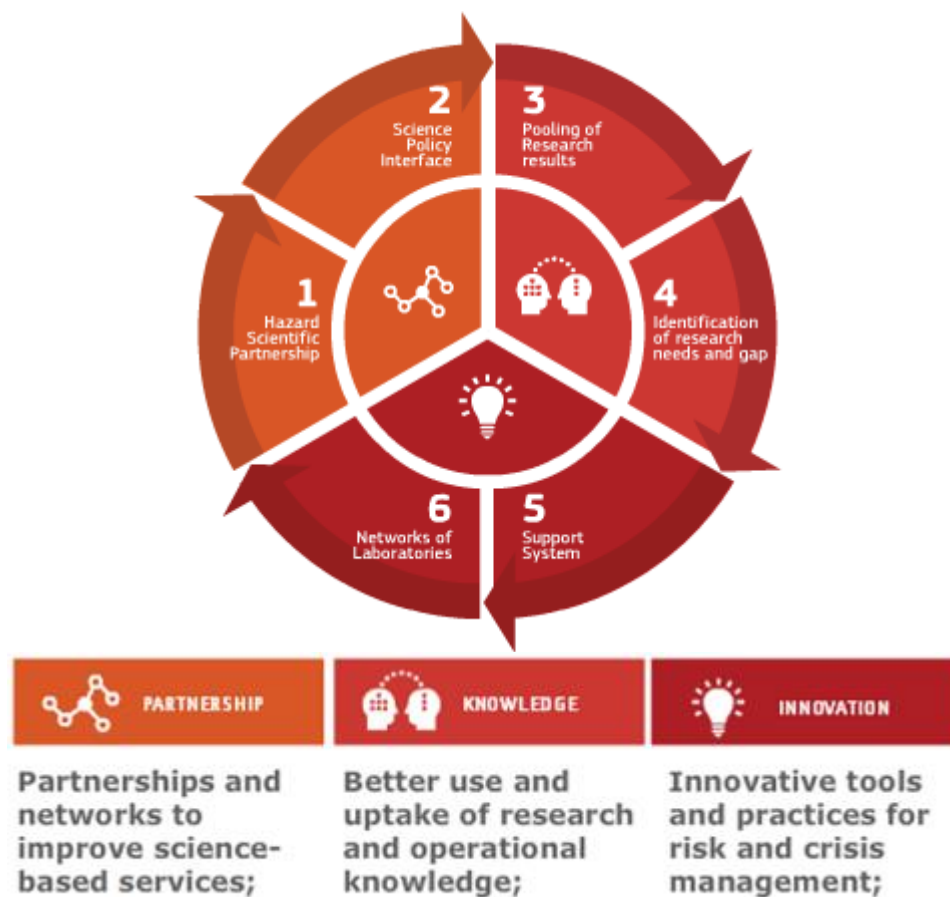 2
Science
Policy
Interface
3
Pooling of
Research
results
1
Hazard
Scientific
Partnership
4
Identification
of research
needs and gap
6
Networks of
Laboratories
5
Support
System
PARTNERSHIP
KNOWLEDGE
INNOVATION
Partnerships and
networks to
improve science-
based services;
Better use and
uptake of research
and operational
knowledge;
Innovative tools
and practices for
risk and crisis
management;